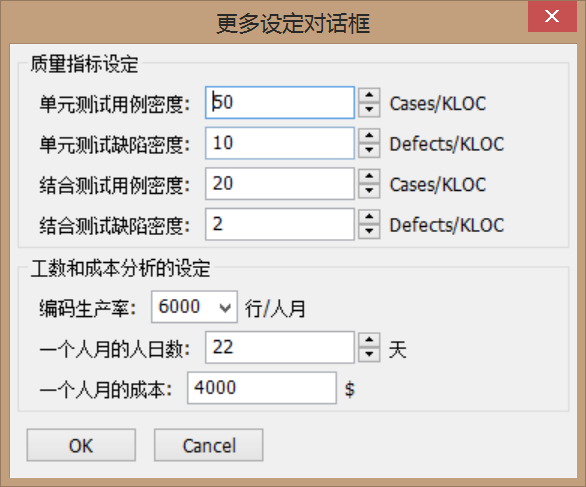 更多设定对话框
质量指标设定
单元测试用例密度: 50 Cases/KLOC
单元测试缺陷密度: 10 Defects/KLOC
结合测试用例密度: 20 Cases/KLOC
结合测试缺陷密度: 2 Defects/KLOC
工数和成本分析的设定
编码生产率: 6000 行/人月
一个人月的人日数: 22 天
一个人月的成本: 4000 $
OK Cancel